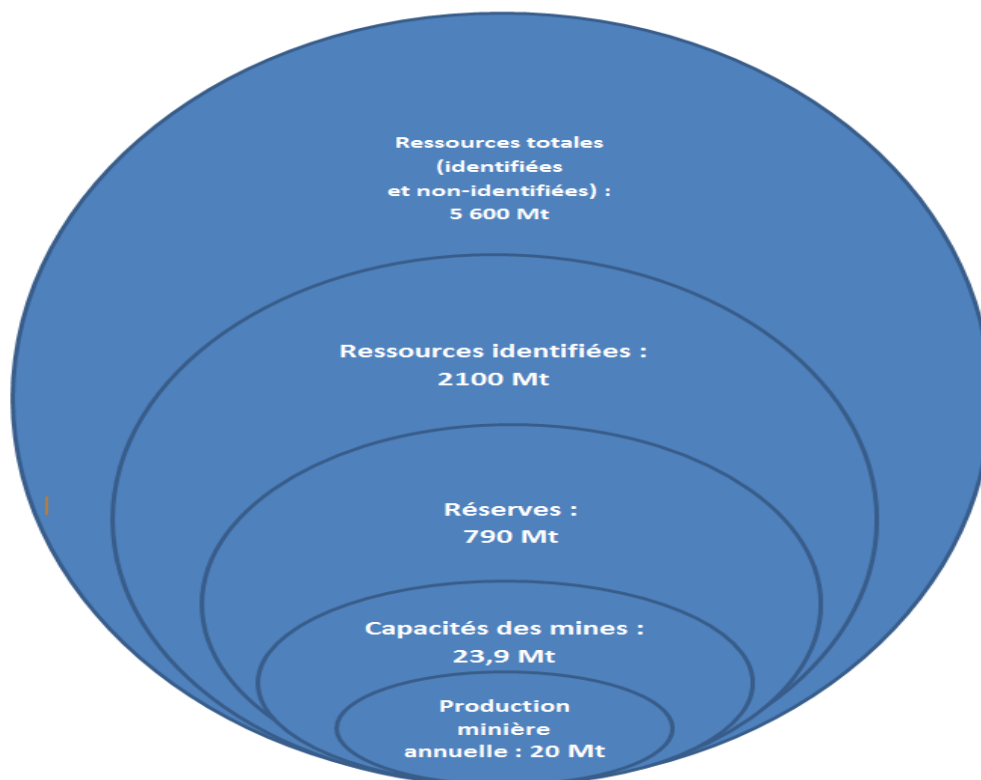 Ressources totales
(identifiées
et non-identifiées) :
5 600 Mt
Ressources identifiées :
2100 Mt
Réserves :
790 Mt
Capacités des mines :
23,9 Mt
Production
minière
annuelle : 20 Mt